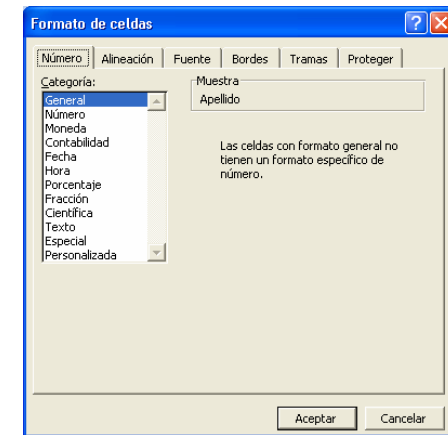 Formato de celdas
Número Alineación Fuente Bordes Tramas Proteger
Categoría:
General
Número
Moneda
Contabilidad
Fecha
Hora
Porcentaje
Fracción
Científica
Texto
Especial
Personalizada
Muestra
Apellido
Las celdas con formato general no
tienen un formato específico de
número.
Aceptar Cancelar